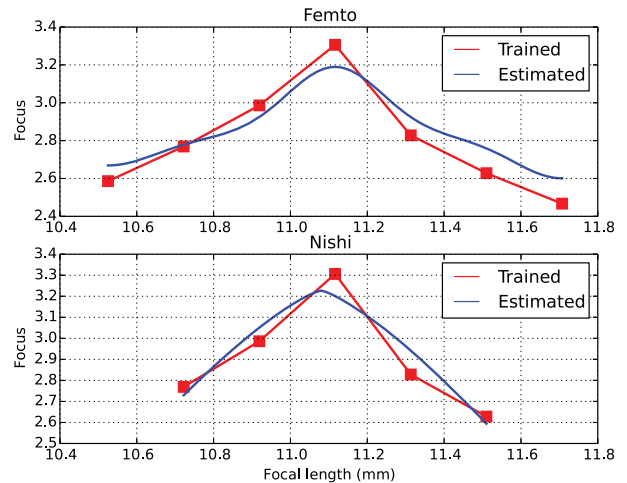 Femto
3.4
3.2
3.0
2.8
2.6
2.4
Focus
Trained
Estimated
10.4 10.6 10.8 11.0 11.2 11.4 11.6 11.8
Nishi
3.4
3.3
3.2
3.1
3.0
2.9
2.8
2.7
2.6
2.5
Focus
Trained
Estimated
10.4 10.6 10.8 11.0 11.2 11.4 11.6 11.8
Focal length (mm)